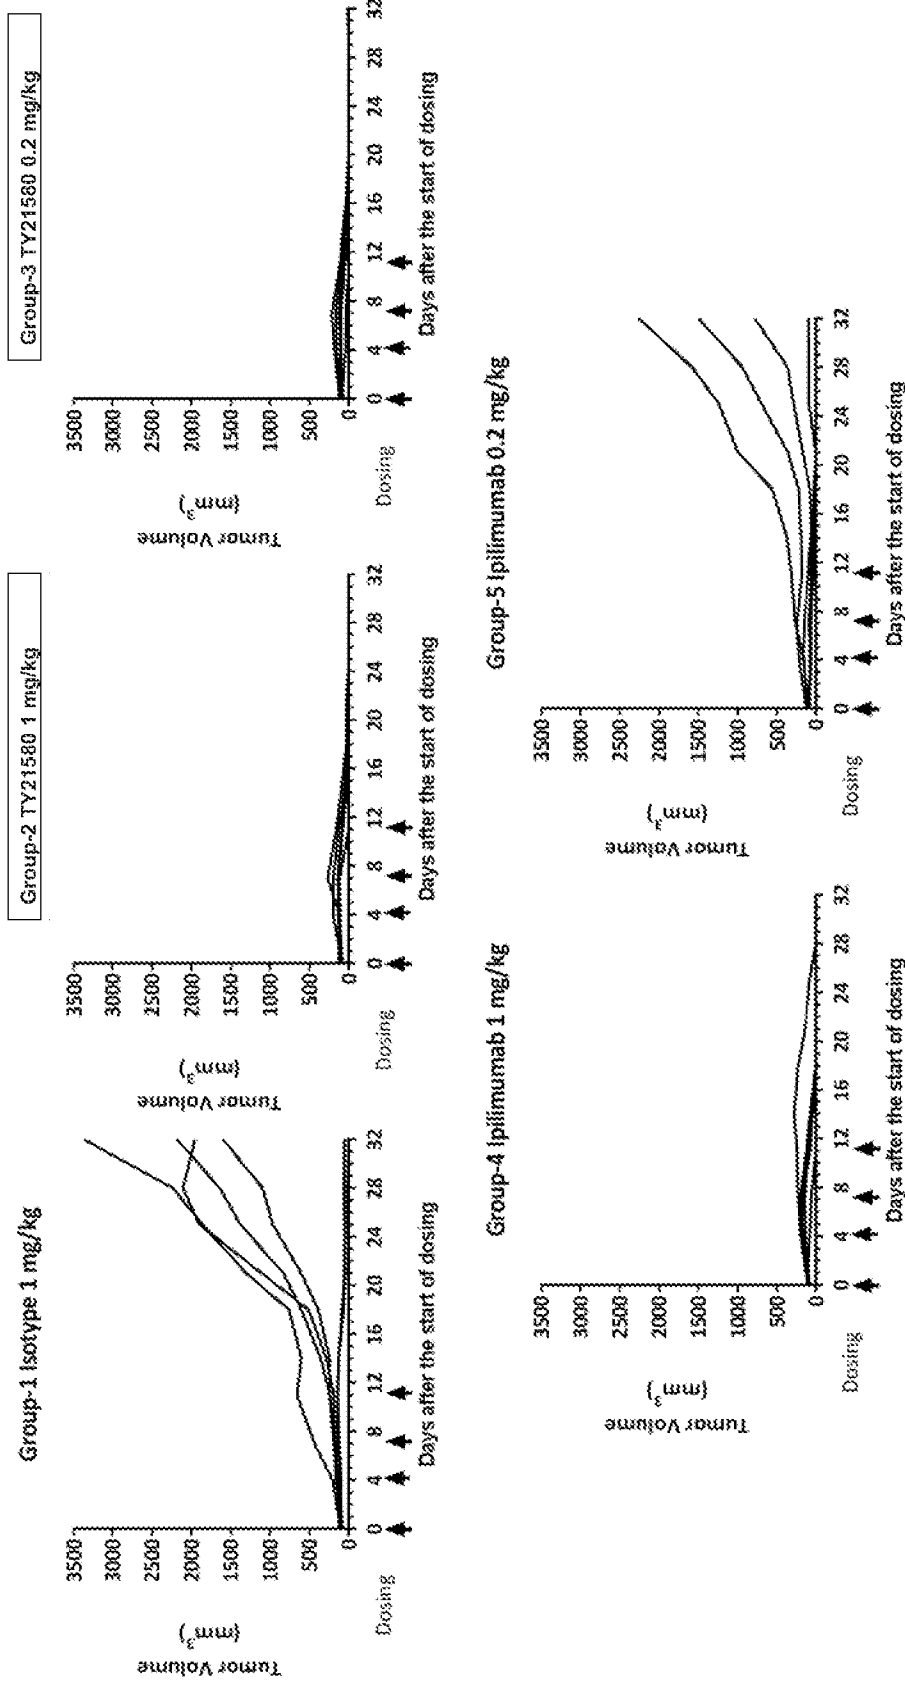 Group-1 Isotype 1 mg/kg
Tumor Volume
(mm³)
3500
3000
2500
2000
1500
1000
500
0
0 4 8 12 16 20 24 28 32
Dosing
Days after the start of dosing
Group-2 TY21580 1 mg/kg
Tumor Volume
(mm³)
3500
3000
2500
2000
1500
1000
500
0
0 4 8 12 16 20 24 28 32
Dosing
Days after the start of dosing
Group-3 TY21580 0.2 mg/kg
Tumor Volume
(mm³)
3500
3000
2500
2000
1500
1000
500
0
0 4 8 12 16 20 24 28 32
Dosing
Days after the start of dosing
Group-4 Ipilimumab 1 mg/kg
Tumor Volume
(mm³)
3500
3000
2500
2000
1500
1000
500
0
0 4 8 12 16 20 24 28 32
Dosing
Days after the start of dosing
Group-5 Ipilimumab 0.2 mg/kg
Tumor Volume
(mm³)
3500
3000
2500
2000
1500
1000
500
0
0 4 8 12 16 20 24 28 32
Dosing
Days after the start of dosing